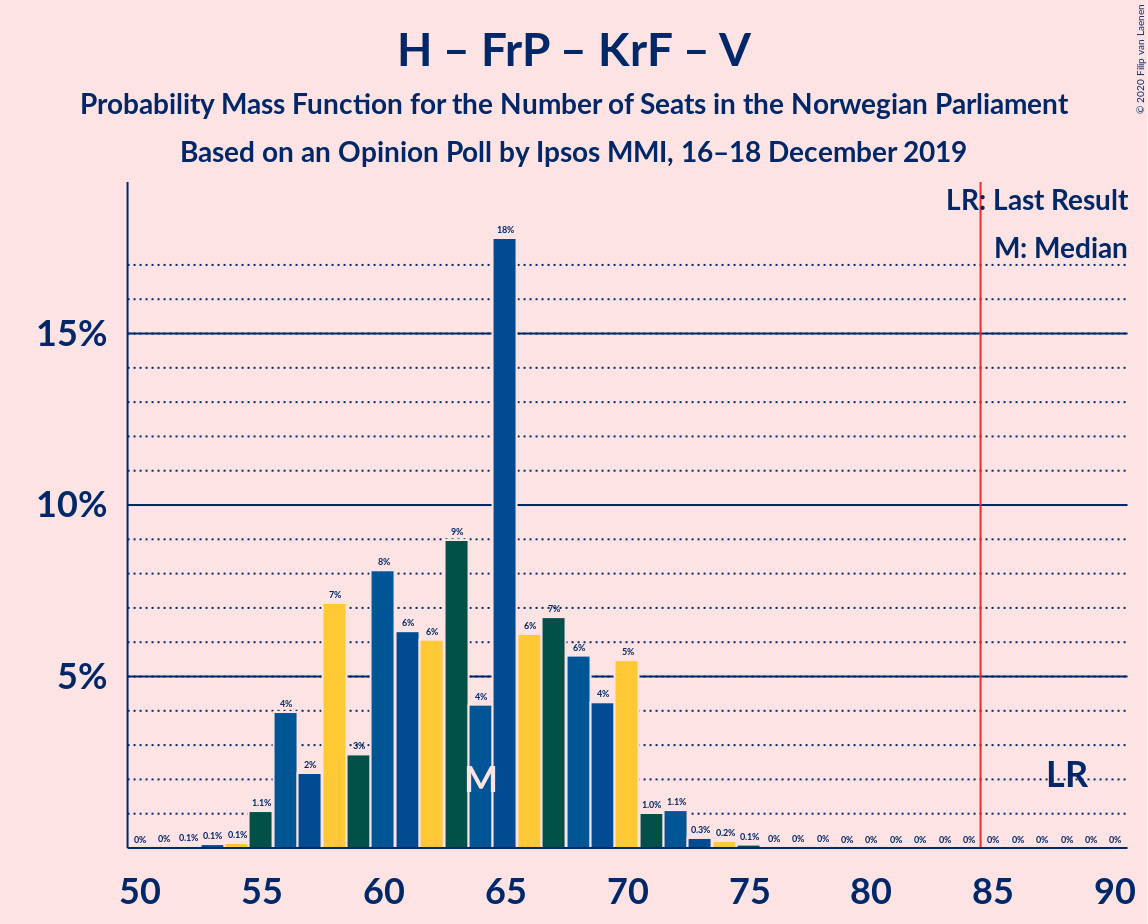 H – FrP – KrF – V
Probability Mass Function for the Number of Seats in the Norwegian Parliament
Based on an Opinion Poll by Ipsos MMI, 16–18 December 2019
© 2020 Filip van Laenen
LR: Last Result
M: Median
15%
10%
5%
0% 0% 0.1% 0.1% 0.1% 1.1% 4% 2% 7% 3% 8% 6% 6% 9% 4% 18% 6% 7% 6% 4% 5% 1.0% 1.1% 0.3% 0.2% 0.1% 0% 0% 0% 0% 0% 0% 0% 0% 0% 0% 0% 0% 0% 0% 0%
M
LR
50 55 60 65 70 75 80 85 90